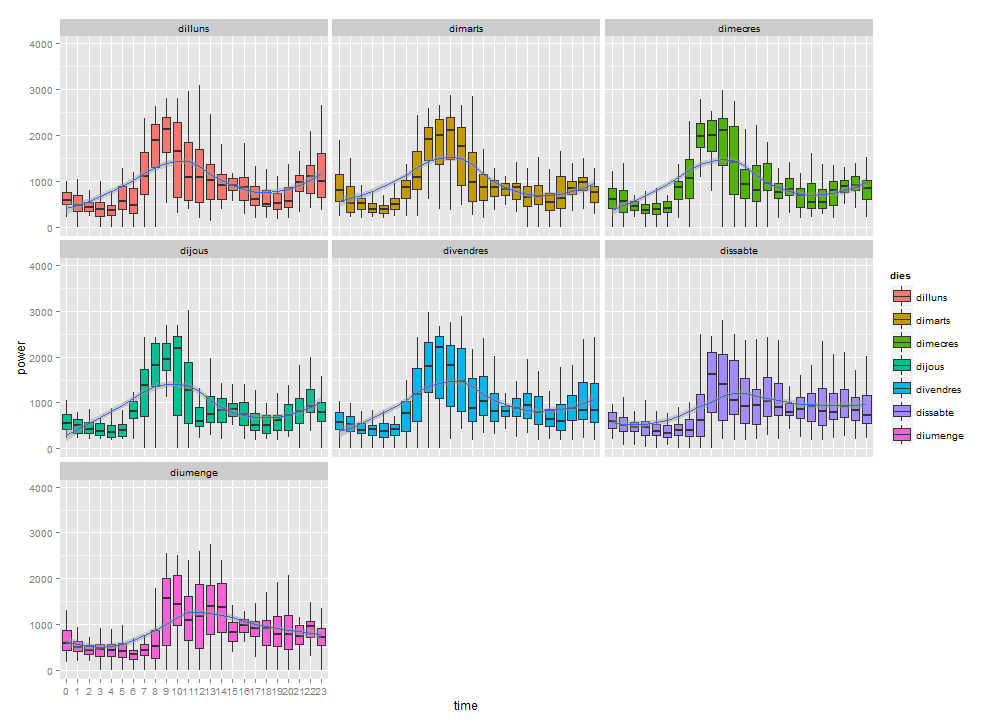 dilluns dimarts dimecres
4000
3000
2000
1000
0
dijous divendres dissabte
4000
3000
2000
1000
0
diumenge
4000
3000
2000
1000
0
0 1 2 3 4 5 6 7 8 9 10 11 12 13 14 15 16 17 18 19 20 21 22 23
power
time
dies
dilluns
dimarts
dimecres
dijous
divendres
dissabte
diumenge